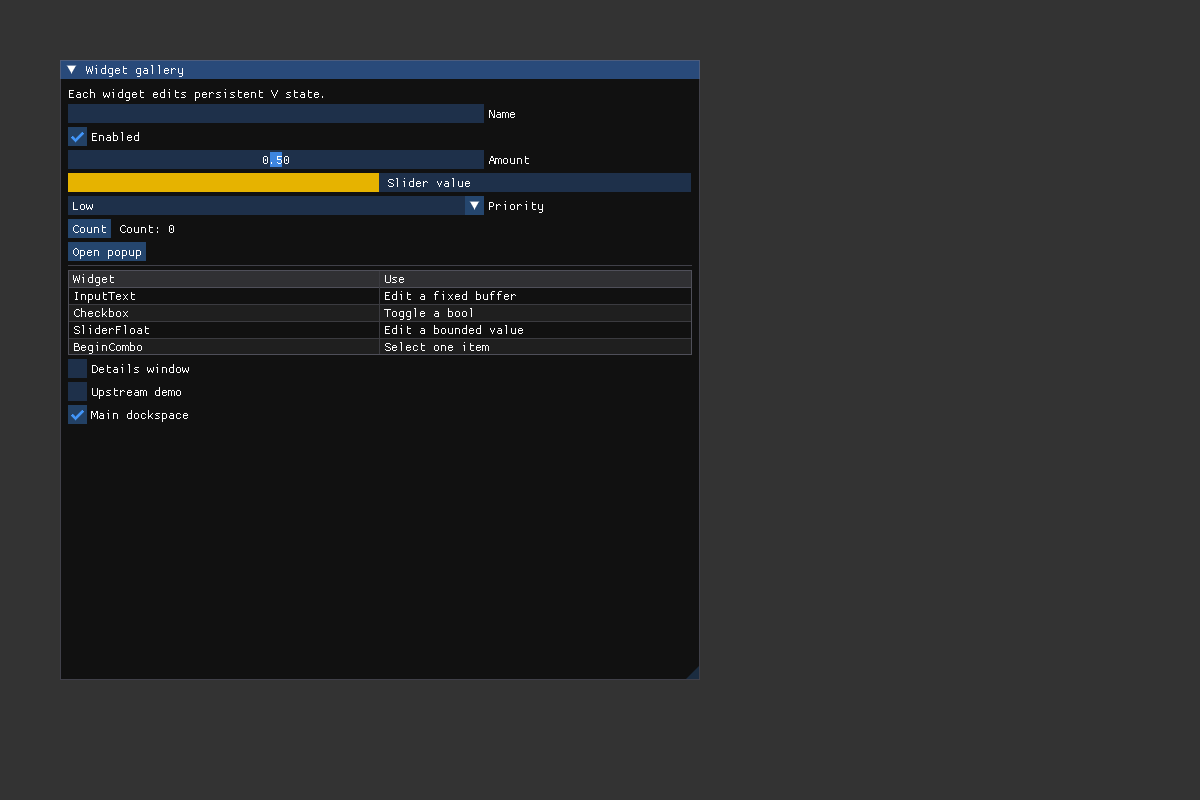 Widget gallery
Each widget edits persistent V state.
Name
Enabled
0.50 Amount
Slider value
Low Priority
Count Count: 0
Open popup
Widget Use
InputText Edit a fixed buffer
Checkbox Toggle a bool
SliderFloat Edit a bounded value
BeginCombo Select one item
Details window
Upstream demo
Main dockspace